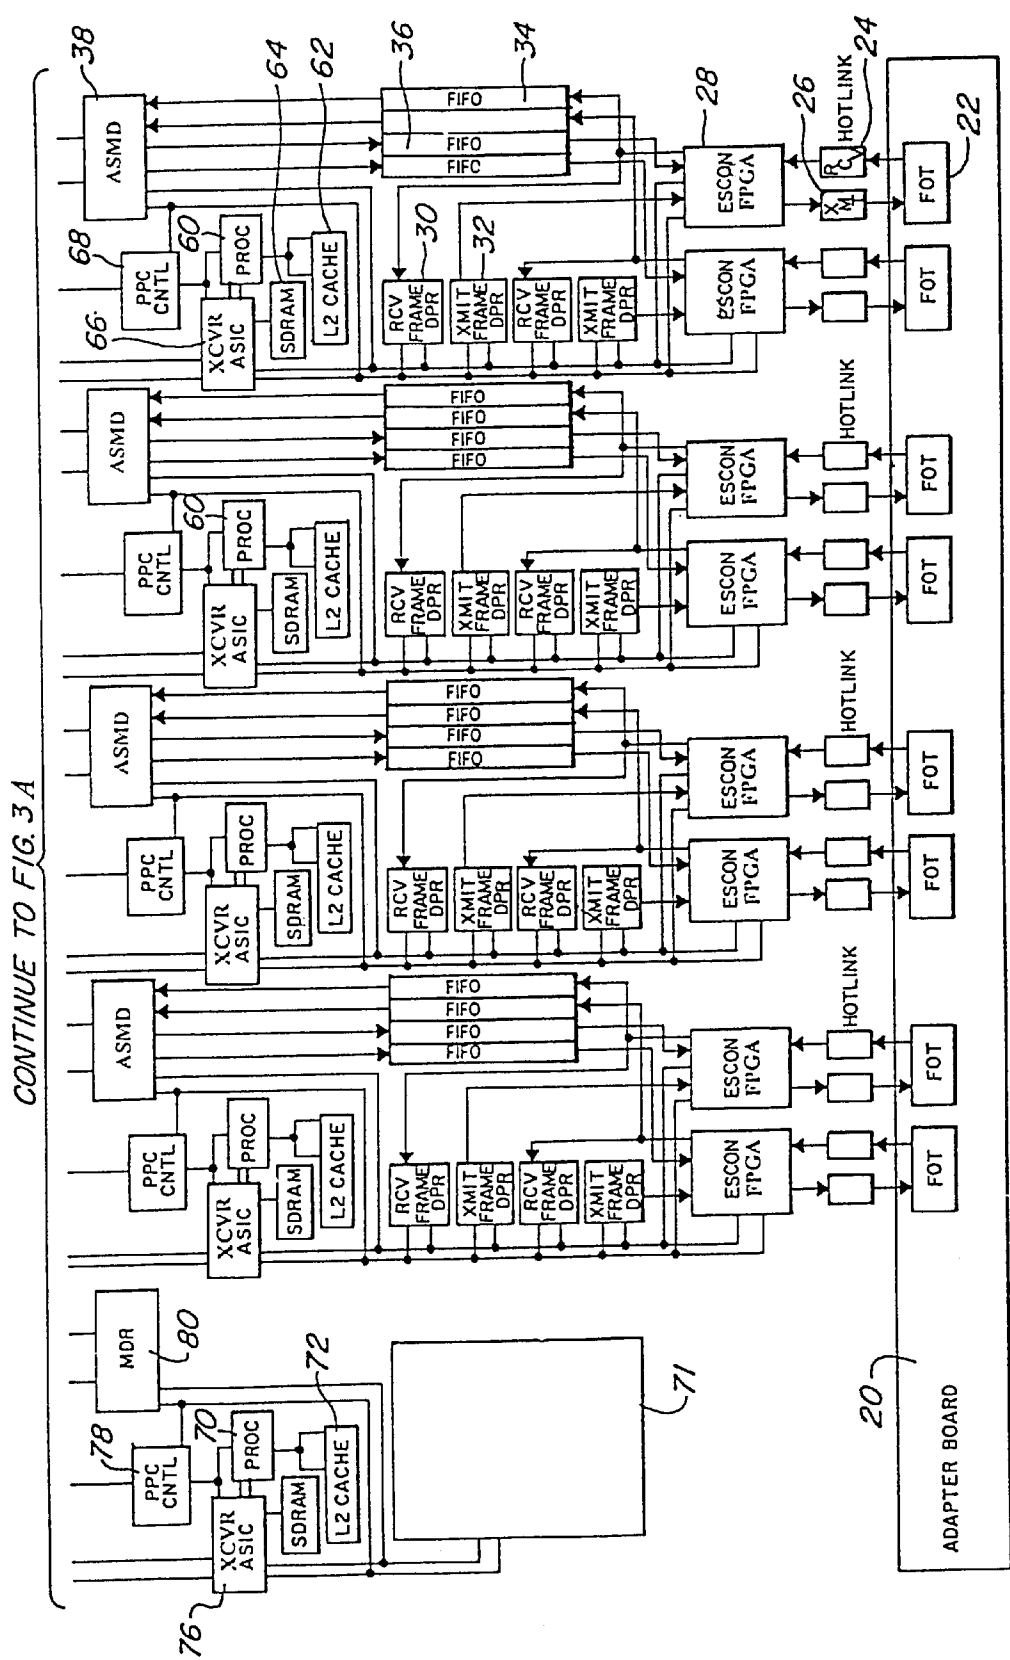 CONTINUE TO FIG. 3A
MDR
80
78
PPC
CNTL
70
PROC
XCVR
ASIC
76
SDRAM
L2 CACHE
72
71
20
ADAPTER BOARD
ASMD
PPC
CNTL
PROC
XCVR
ASIC
SDRAM
L2 CACHE
FIFO
FIFO
FIFO
FIFO
RCV
FRAME
DPR
XMIT
FRAME
DPR
RCV
FRAME
DPR
XMIT
FRAME
DPR
ESCON
FPGA
ESCON
FPGA
HOTLINK
FOT
FOT
ASMD
PPC
CNTL
PROC
XCVR
ASIC
SDRAM
L2 CACHE
FIFO
FIFO
FIFO
FIFO
RCV
FRAME
DPR
XMIT
FRAME
DPR
RCV
FRAME
DPR
XMIT
FRAME
DPR
ESCON
FPGA
ESCON
FPGA
HOTLINK
FOT
FOT
ASMD
PPC
CNTL
60
PROC
XCVR
ASIC
SDRAM
L2 CACHE
FIFO
FIFO
FIFO
FIFO
RCV
FRAME
DPR
XMIT
FRAME
DPR
RCV
FRAME
DPR
XMIT
FRAME
DPR
ESCON
FPGA
ESCON
FPGA
HOTLINK
FOT
FOT
38
ASMD
68
PPC
CNTL
60
PROC
66
XCVR
ASIC
64
SDRAM
62
L2 CACHE
36
34
FIFO
FIFO
FIFC
30
RCV
FRAME
DPR
32
XMIT
FRAME
DPR
RCV
FRAME
DPR
XMIT
FRAME
DPR
28
ESCON
FPGA
ESCON
FPGA
26
XM
RCV
HOTLINK
24
22
FOT
FOT